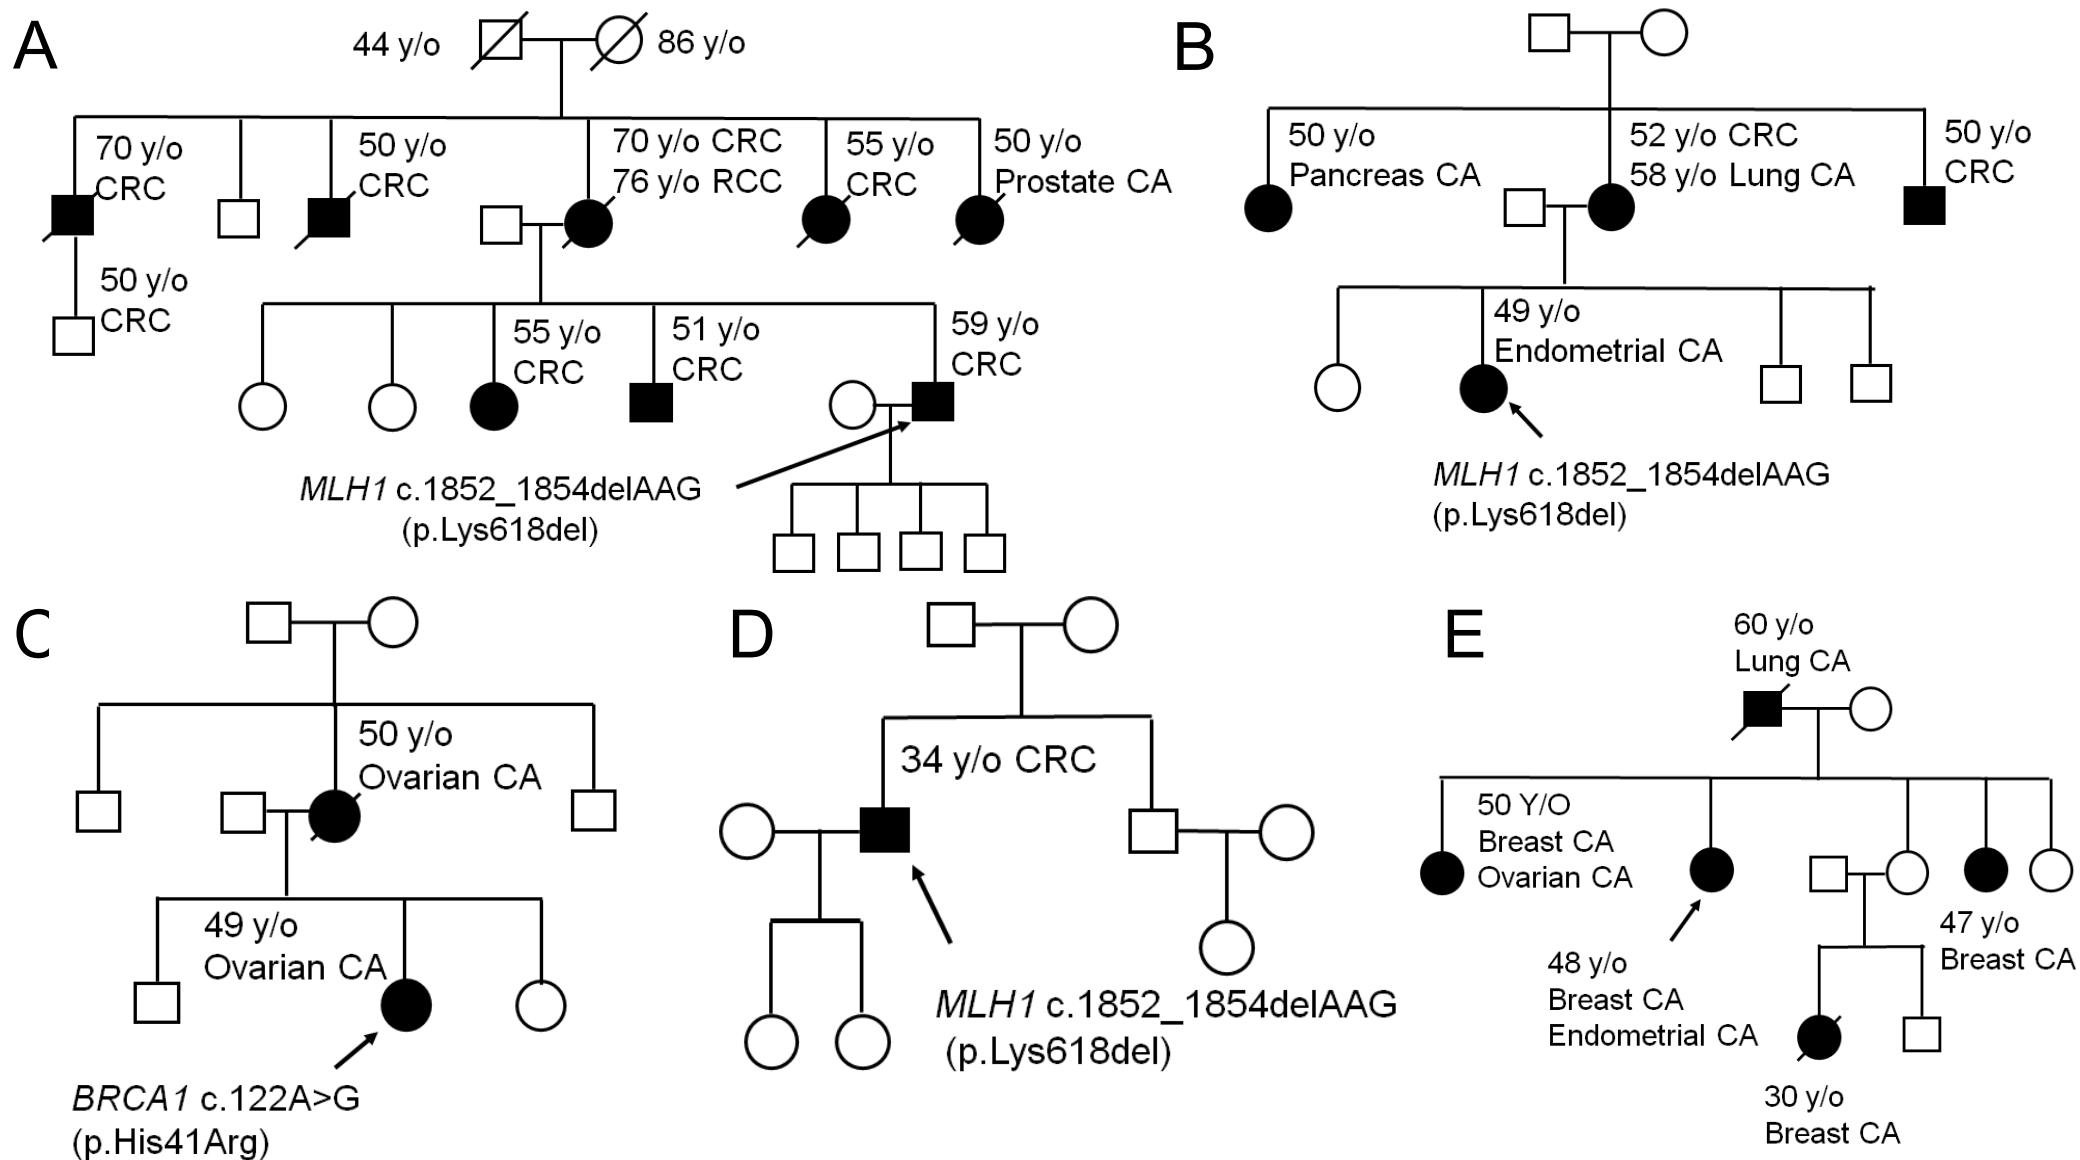 A
44 y/o
86 y/o
70 y/o
CRC
50 y/o
CRC
70 y/o CRC
76 y/o RCC
55 y/o
CRC
50 y/o
Prostate CA
50 y/o
CRC
55 y/o
CRC
51 y/o
CRC
59 y/o
CRC
MLH1 c.1852_1854delAAG
(p.Lys618del)
B
50 y/o
Pancreas CA
52 y/o CRC
58 y/o Lung CA
50 y/o
CRC
49 y/o
Endometrial CA
MLH1 c.1852_1854delAAG
(p.Lys618del)
C
50 y/o
Ovarian CA
49 y/o
Ovarian CA
BRCA1 c.122A>G
(p.His41Arg)
D
34 y/o CRC
MLH1 c.1852_1854delAAG
(p.Lys618del)
E
60 y/o
Lung CA
50 Y/O
Breast CA
Ovarian CA
48 y/o
Breast CA
Endometrial CA
47 y/o
Breast CA
30 y/o
Breast CA